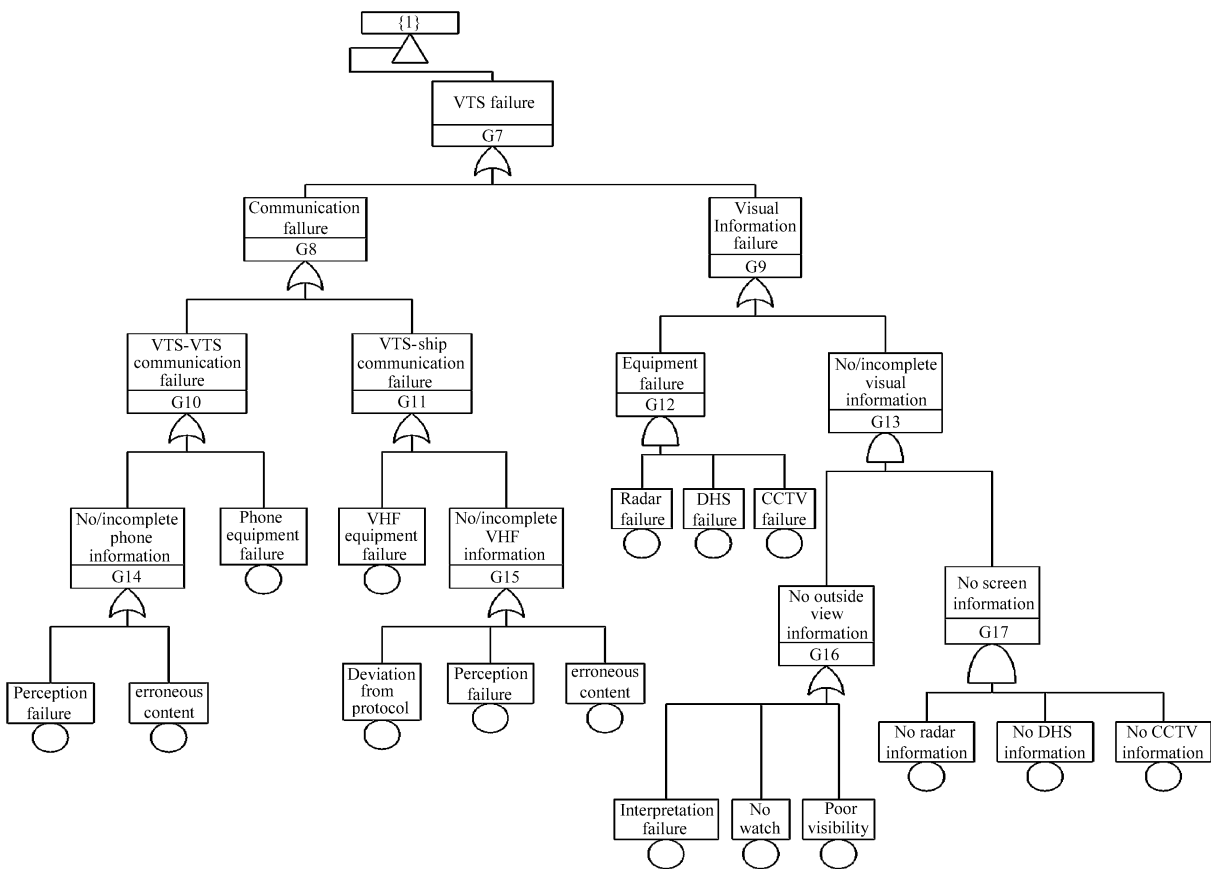 {1}
VTS failure
G7
Communication
fallure
G8
Visual
Information
failure
G9
VTS-VTS
communication
failure
G10
VTS-ship
communication
failure
G11
Equipment
failure
G12
No/incomplete
visual
information
G13
Radar
failure
DHS
failure
CCTV
failure
No/incomplete
phone
information
G14
Phone
equipment
failure
VHF
equipment
failure
No/incomplete
VHF
information
G15
No outside
view
information
G16
No screen
information
G17
Perception
failure
erroneous
content
Deviation
from
protocol
Perception
failure
erroneous
content
No radar
information
No DHS
information
No CCTV
information
Interpretation
failure
No
watch
Poor
visibility